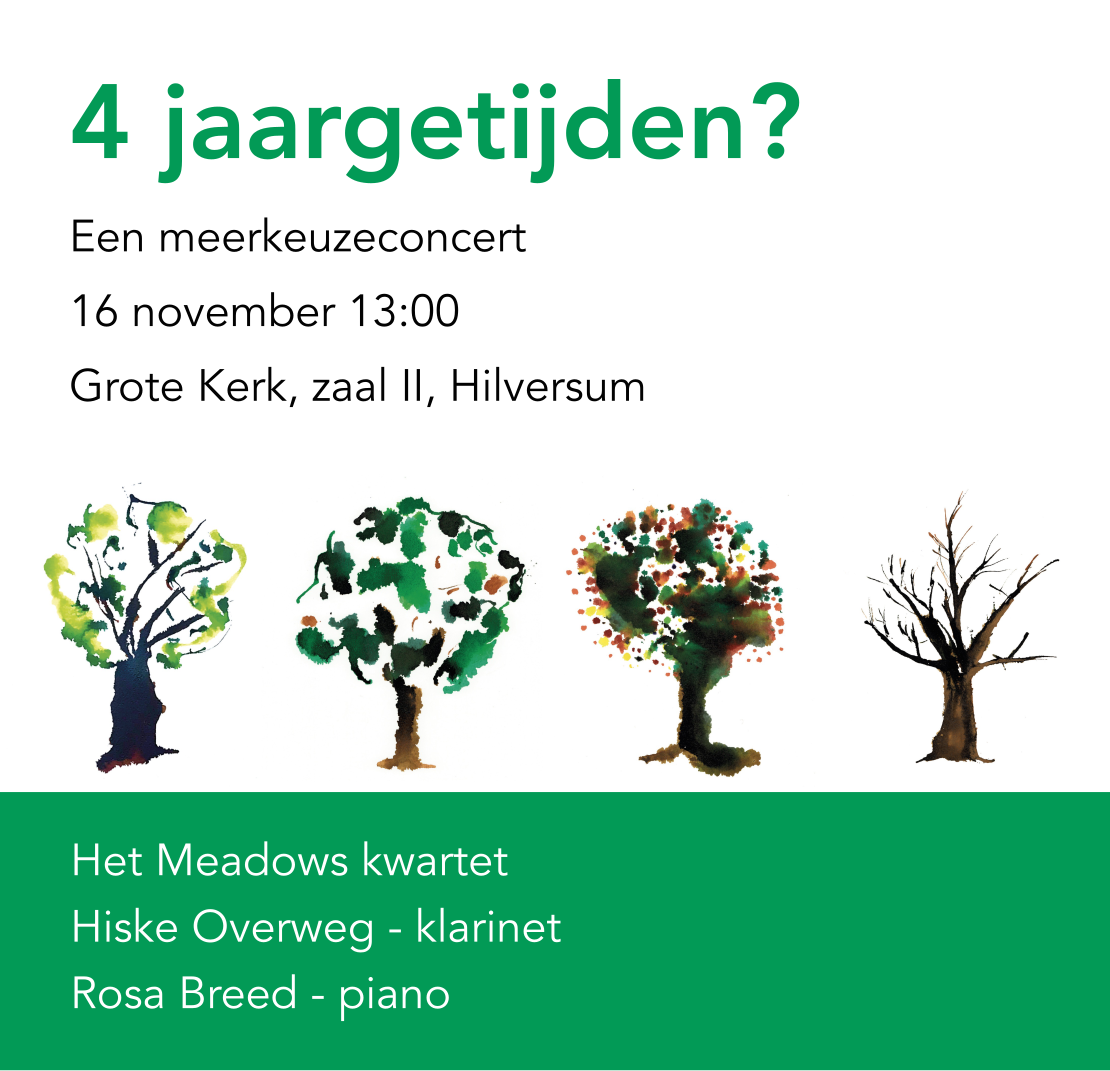 4 jaargetijden?
Een meerkeuzeconcert
16 november 13:00
Grote Kerk, zaal II, Hilversum
Het Meadows kwartet
Hiske Overweg - klarinet
Rosa Breed - piano